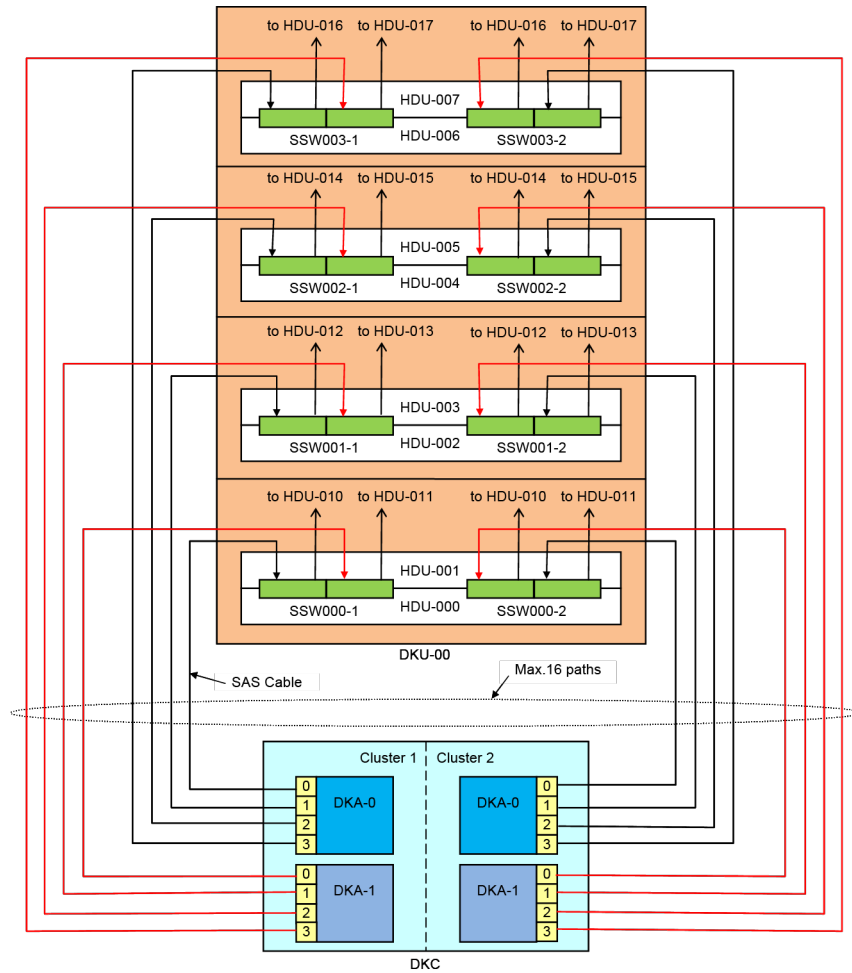 to HDU-016 to HDU-017 to HDU-016 to HDU-017
HDU-007
HDU-006
SSW003-1 SSW003-2
to HDU-014 to HDU-015 to HDU-014 to HDU-015
HDU-005
HDU-004
SSW002-1 SSW002-2
to HDU-012 to HDU-013 to HDU-012 to HDU-013
HDU-003
HDU-002
SSW001-1 SSW001-2
to HDU-010 to HDU-011 to HDU-010 to HDU-011
HDU-001
HDU-000
SSW000-1 SSW000-2
DKU-00
SAS Cable
Max.16 paths
Cluster 1 Cluster 2
0 0
1 DKA-0 DKA-0 1
2 2
3 3
0 0
1 DKA-1 DKA-1 1
2 2
3 3
DKC